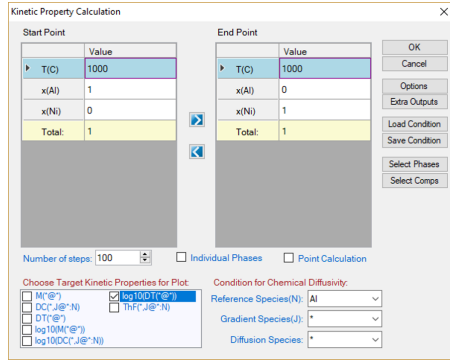 Kinetic Property Calculation
Start Point
End Point
Value
T(C) 1000
x(Al) 1
x(Ni) 0
Total: 1
Value
T(C) 1000
x(Al) 0
x(Ni) 1
Total: 1
OK
Cancel
Options
Extra Outputs
Load Condition
Save Condition
Select Phases
Select Comps
Number of steps: 100
Individual Phases
Point Calculation
Choose Target Kinetic Properties for Plot:
M(*@*)
DC(*,J@*:N)
DT(*@*)
log10(M(*@*))
log10(DC(*,J@*:N))
log10(DT(*@*))
ThF(*,J@*:N)
Condition for Chemical Diffusivity:
Reference Species(N): Al
Gradient Species(J): *
Diffusion Species: *